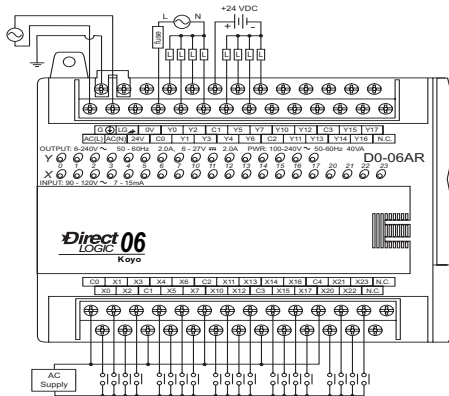 +24 VDC
L N + -
fuse L L L L L L L L
G LG 0V Y0 Y2 C1 Y5 Y7 Y10 Y12 C3 Y15 Y17
AC(L) AC(N) 24V C0 Y1 Y3 Y4 Y6 C2 Y11 Y13 Y14 Y16 N.C.
OUTPUT: 6-240V ~ 50 - 60Hz 2.0A, 6 - 27V ⎓ 2.0A PWR: 100-240V ~ 50-60Hz 40VA
Y D0-06AR
0 1 2 3 4 5 6 7 10 11 12 13 14 15 16 17 20 21 22 23
X
INPUT: 90 - 120V ~ 7 - 15mA
Direct
LOGIC 06
Koyo
C0 X1 X3 X4 X6 C2 X11 X13 X14 X16 C4 X21 X23 N.C.
X0 X2 C1 X5 X7 X10 X12 C3 X15 X17 X20 X22 N.C.
AC
Supply